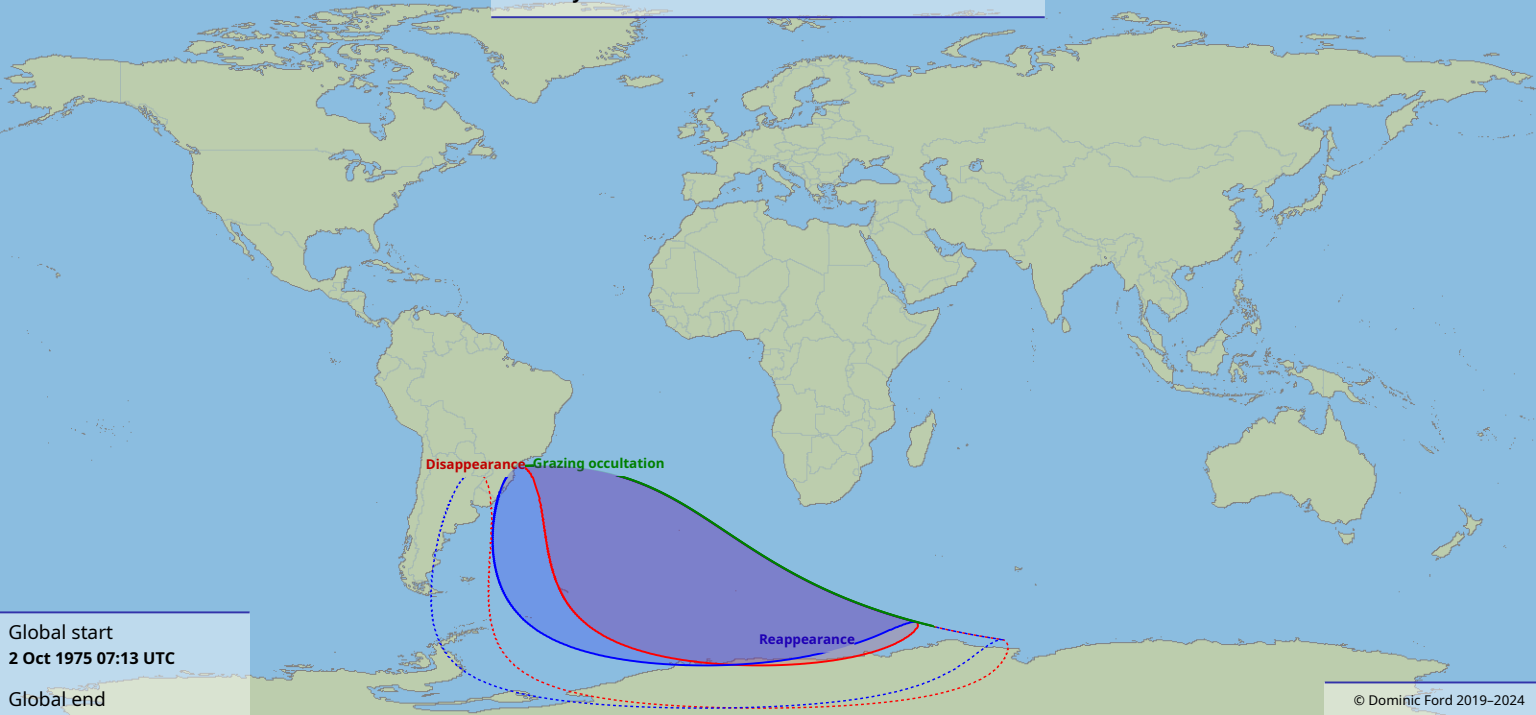 Disappearance
Grazing occultation
Reappearance
Global start
2 Oct 1975 07:13 UTC
Global end
© Dominic Ford 2019–2024